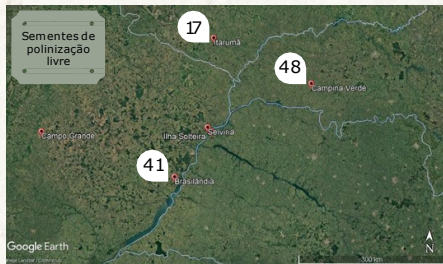 Sementes de
polinização
livre
17
Itarumã
48
Campina Verde
Campo Grande
Ilha Solteira
Selvíria
41
Brasilândia
Google Earth
N
300 km